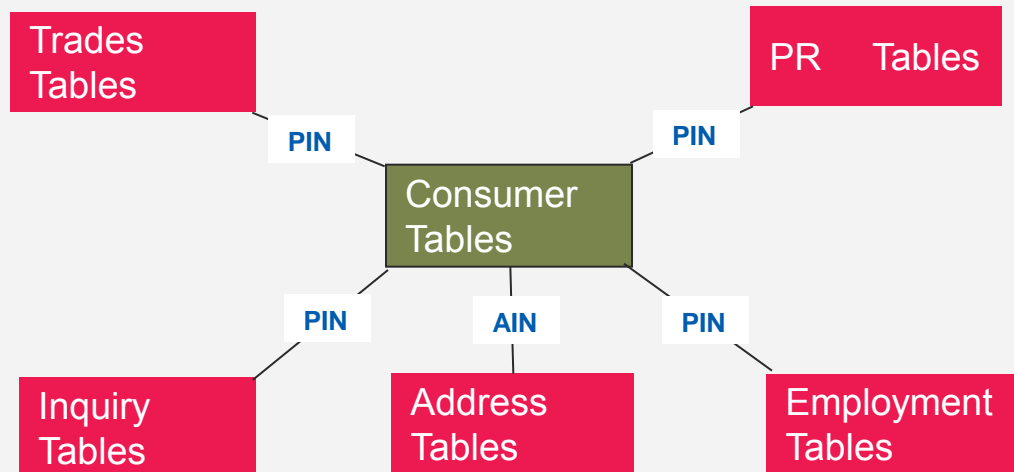 Trades
Tables
PR Tables
PIN
PIN
Consumer
Tables
PIN
AIN
PIN
Inquiry
Tables
Address
Tables
Employment
Tables